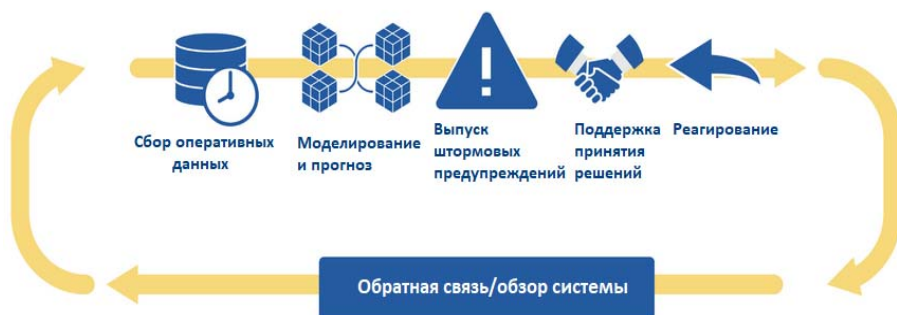 Сбор оперативных
данных
Моделирование
и прогноз
Выпуск
штормовых
предупреждений
Поддержка
принятия
решений
Реагирование
Обратная связь/обзор системы